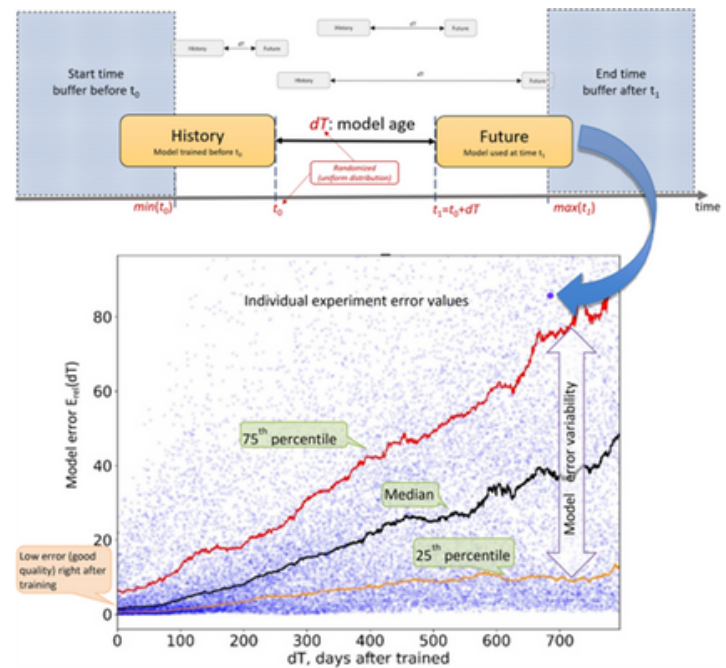 History
dT
Future
History
dT
Future
History
dT
Future
Start time
buffer before t₀
End time
buffer after t₁
History
Model trained before t₀
dT: model age
Future
Model used at time t₁
Randomized
(uniform distribution)
min(t₀)
t₀
t₁=t₀+dT
max(t₁)
time
Individual experiment error values
Model error Eᵣₑₗ(dT)
80
60
40
20
0
75th percentile
Median
25th percentile
Model error variability
Low error (good
quality) right after
training
0
100
200
300
400
500
600
700
dT, days after trained